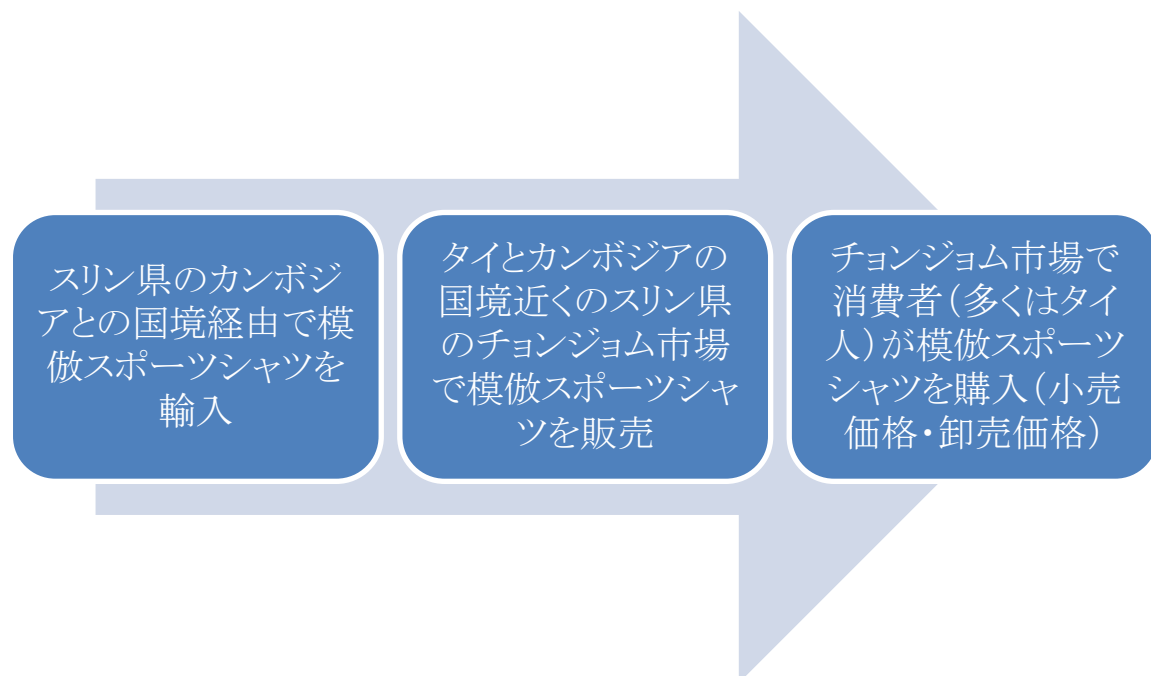 スリン県のカンボジ
アとの国境経由で模
倣スポーツシャツを
輸入
タイとカンボジアの
国境近くのスリン県
のチョンジョム市場
で模倣スポーツシャ
ツを販売
チョンジョム市場で
消費者（多くはタイ
人）が模倣スポーツ
シャツを購入（小売
価格・卸売価格）